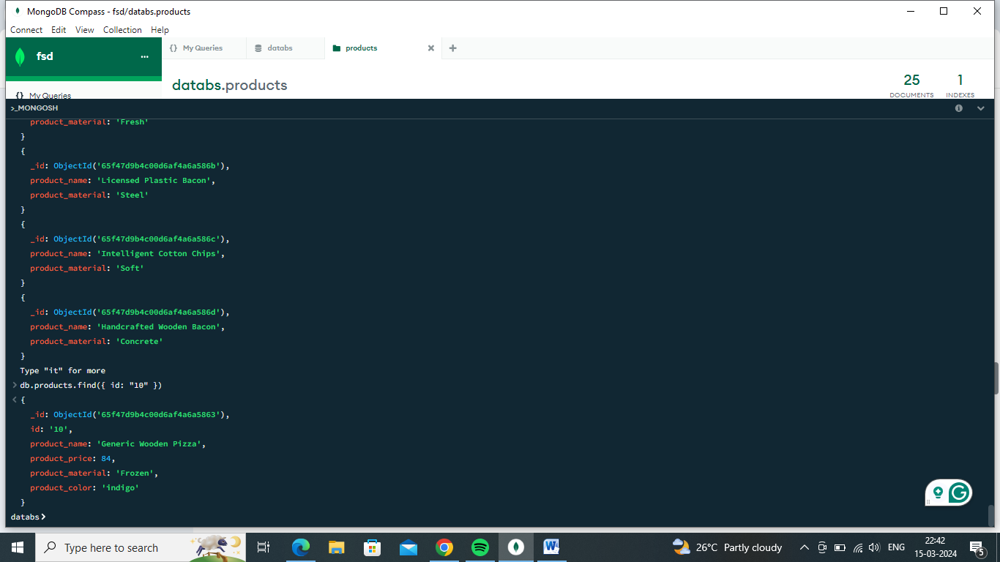 MongoDB Compass - fsd/databs.products
Connect Edit View Collection Help
fsd ...
{} My Queries
databs
products
{} My Queries
databs.products
25
DOCUMENTS
1
INDEXES
>_MONGOSH
product_material: 'Fresh'
}
{
_id: ObjectId('65f47d9b4c00d6af4a6a586b'),
product_name: 'Licensed Plastic Bacon',
product_material: 'Steel'
}
{
_id: ObjectId('65f47d9b4c00d6af4a6a586c'),
product_name: 'Intelligent Cotton Chips',
product_material: 'Soft'
}
{
_id: ObjectId('65f47d9b4c00d6af4a6a586d'),
product_name: 'Handcrafted Wooden Bacon',
product_material: 'Concrete'
}
Type "it" for more
> db.products.find({ id: "10" })
< {
_id: ObjectId('65f47d9b4c00d6af4a6a5863'),
id: '10',
product_name: 'Generic Wooden Pizza',
product_price: 84,
product_material: 'Frozen',
product_color: 'indigo'
}
databs>
Type here to search
26°C Partly cloudy
ENG
22:42
15-03-2024
5